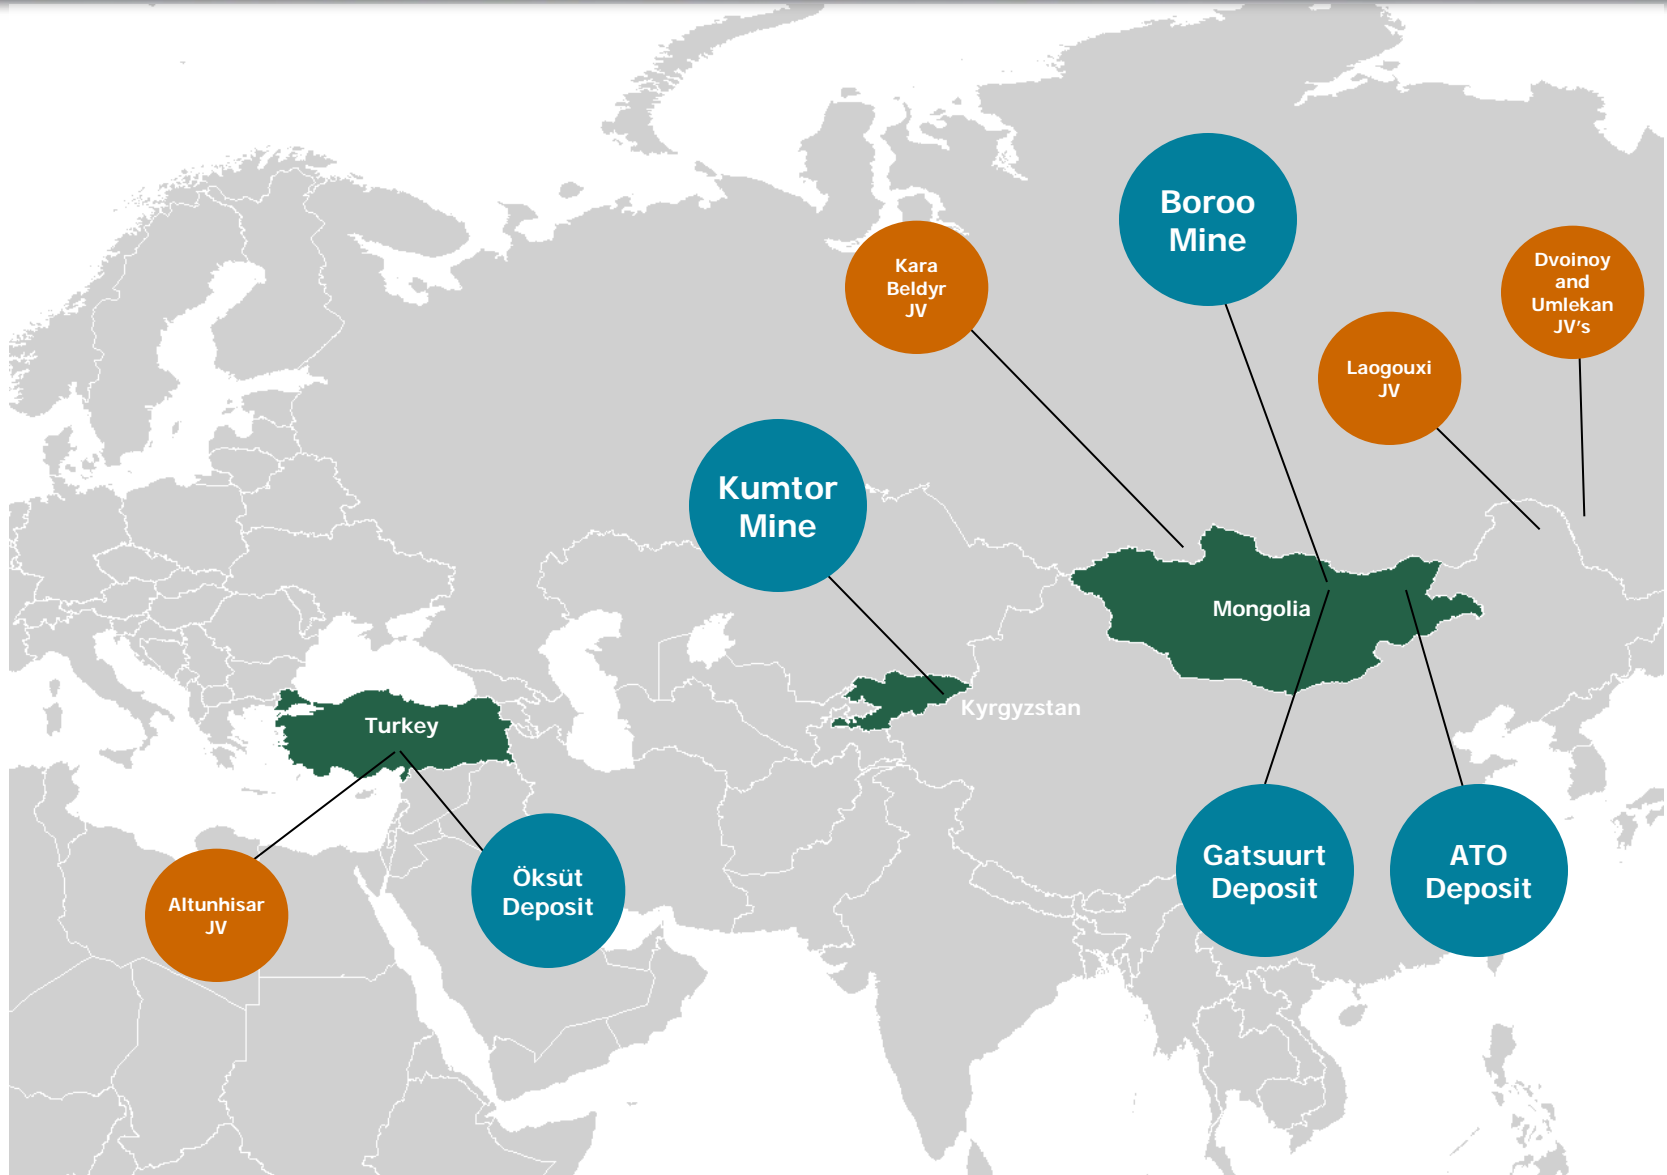 Boroo
Mine
Kara
Beldyr
JV
Dvoinoy
and
Umlekan
JV's
Laogouxi
JV
Kumtor
Mine
Mongolia
Kyrgyzstan
Turkey
Altunhisar
JV
Öksüt
Deposit
Gatsuurt
Deposit
ATO
Deposit